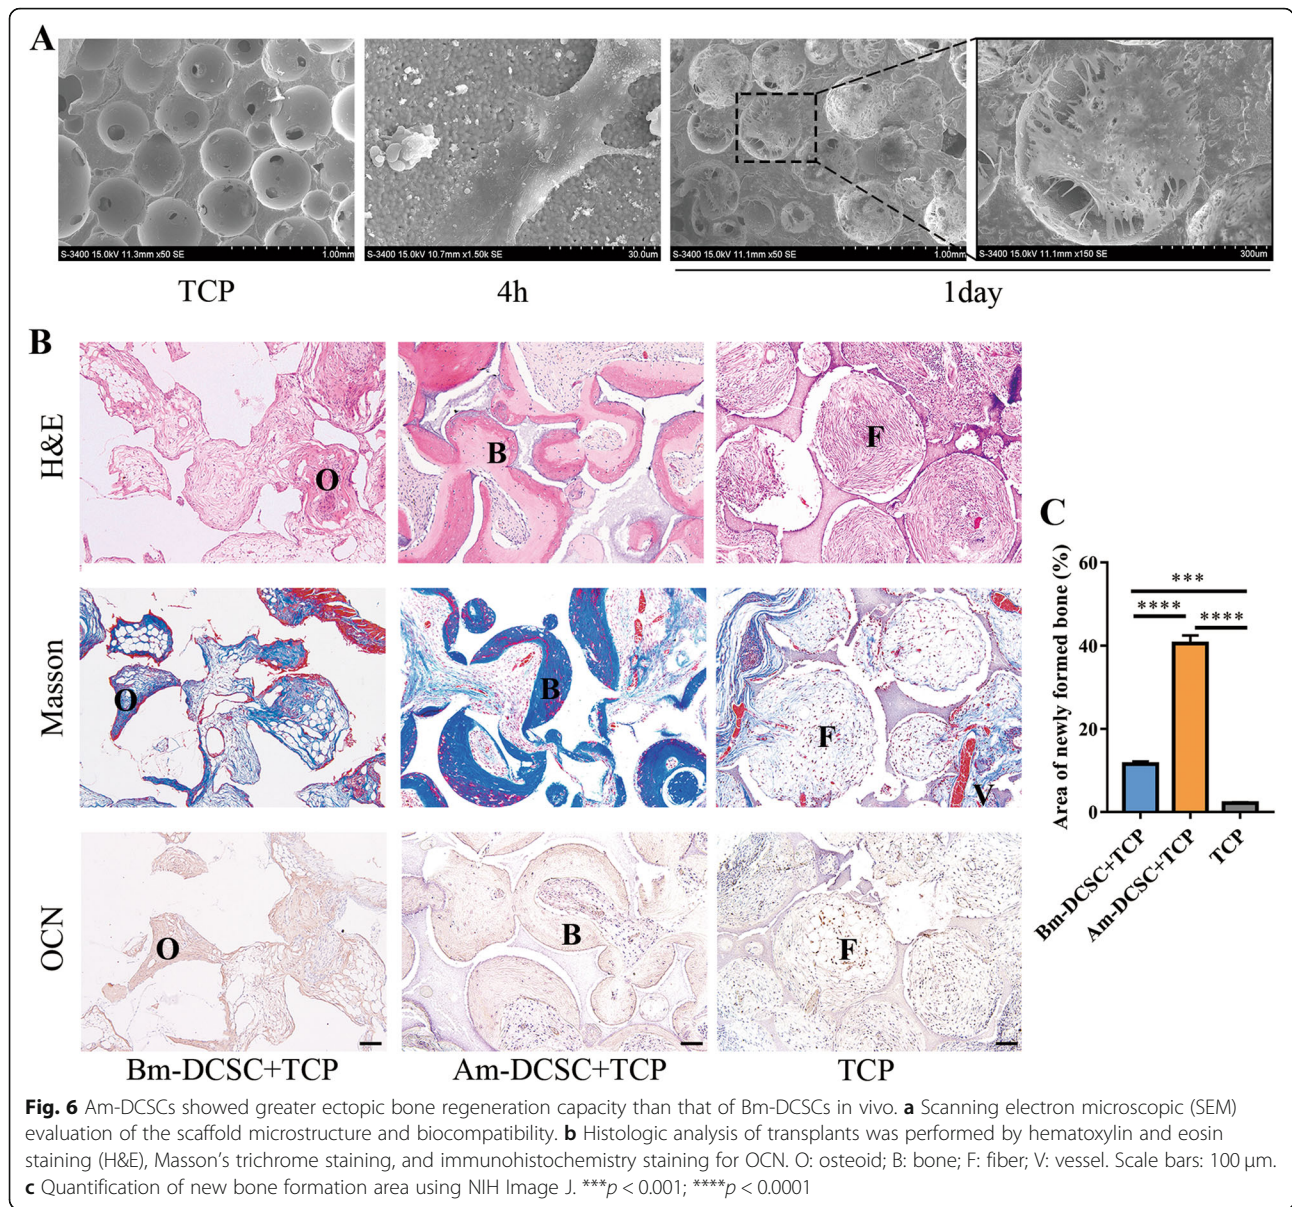 A
S-3400 15.0kV 11.3mm x50 SE 1.00mm
S-3400 15.0kV 10.7mm x1.50k SE 30.0um
S-3400 15.0kV 11.1mm x50 SE 1.00mm
S-3400 15.0kV 11.1mm x150 SE 300um
TCP 4h 1day
B
H&E
O B F
Masson
O B F V
OCN
O B F
Bm-DCSC+TCP Am-DCSC+TCP TCP
C
Area of newly formed bone (%)
60
40
20
0
***
**** ****
Bm-DCSC+TCP
Am-DCSC+TCP
TCP
Fig. 6 Am-DCSCs showed greater ectopic bone regeneration capacity than that of Bm-DCSCs in vivo. a Scanning electron microscopic (SEM)
evaluation of the scaffold microstructure and biocompatibility. b Histologic analysis of transplants was performed by hematoxylin and eosin
staining (H&E), Masson's trichrome staining, and immunohistochemistry staining for OCN. O: osteoid; B: bone; F: fiber; V: vessel. Scale bars: 100 μm.
c Quantification of new bone formation area using NIH Image J. ***p < 0.001; ****p < 0.0001